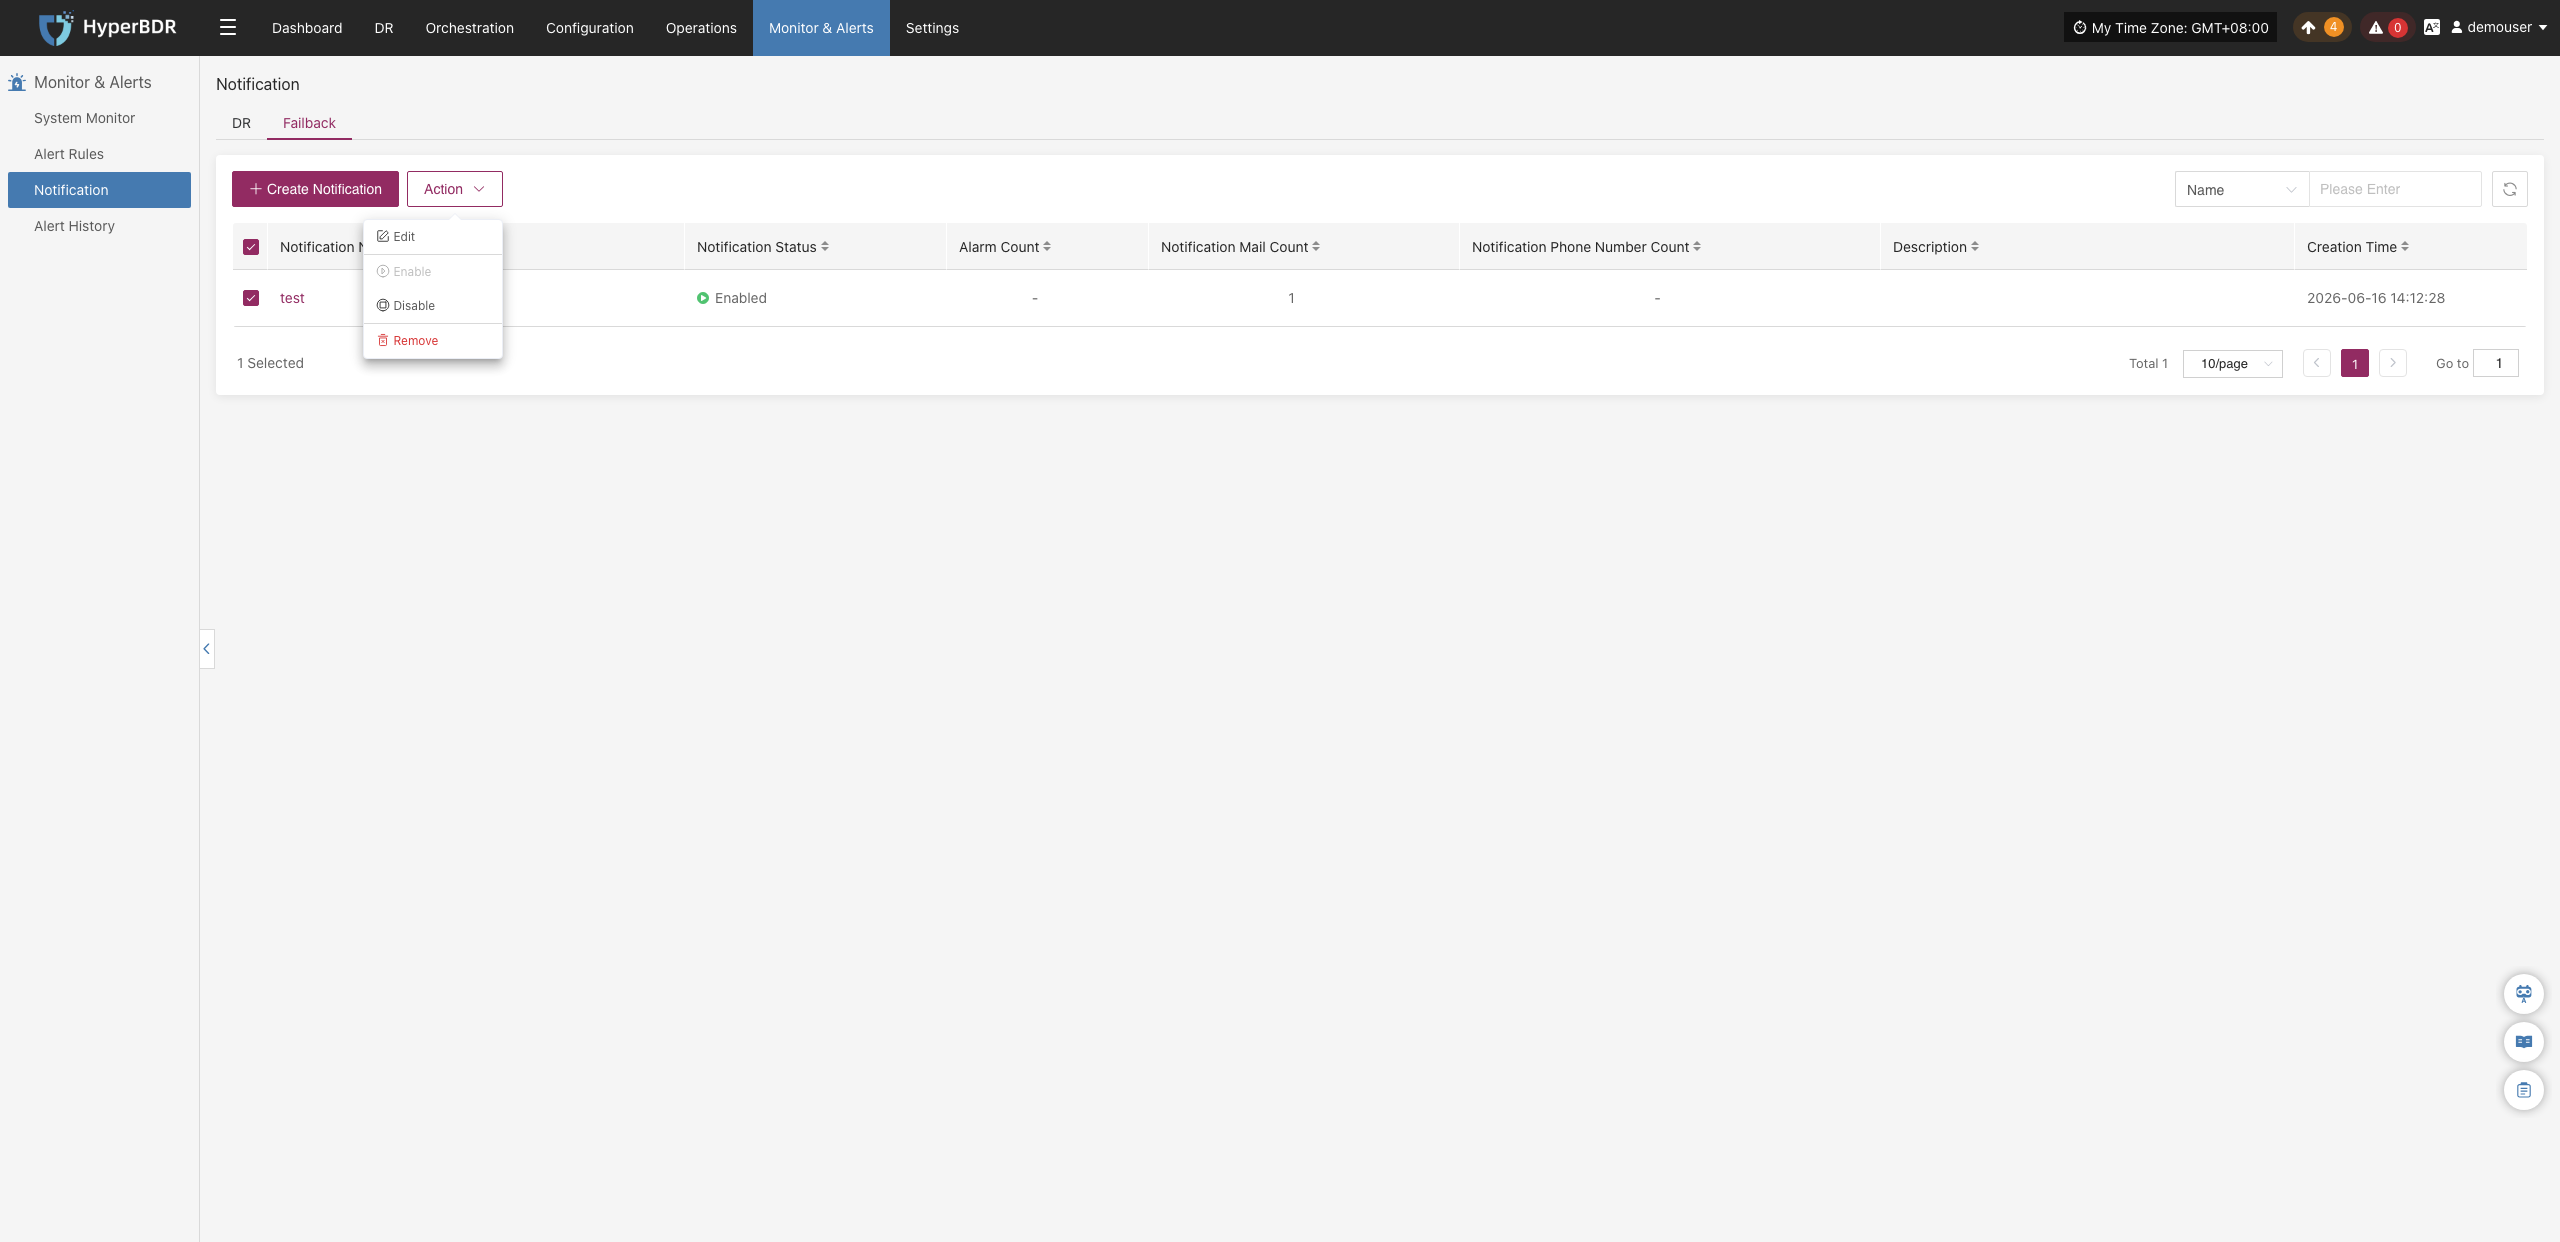 HyperBDR
Dashboard DR Orchestration Configuration Operations Monitor & Alerts Settings
My Time Zone: GMT+08:00 4 0 demouser
Monitor & Alerts
System Monitor
Alert Rules
Notification
Alert History
Notification
DR Failback
Create Notification Action
Name Please Enter
Edit
Enable
Disable
Remove
Notification N Notification Status Alarm Count Notification Mail Count Notification Phone Number Count Description Creation Time
test Enabled - 1 - 2026-06-16 14:12:28
1 Selected
Total 1 10/page 1 Go to 1